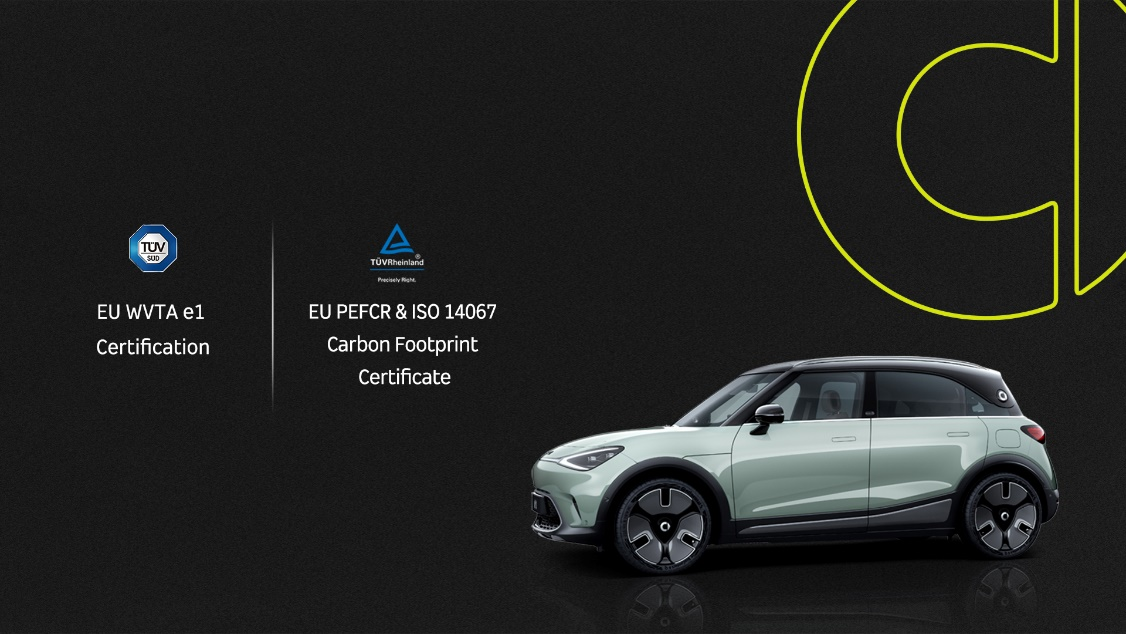 TÜV
SÜD
EU WVTA e1
Certification
TÜVRheinland®
Precisely Right.
EU PEFCR & ISO 14067
Carbon Footprint
Certificate